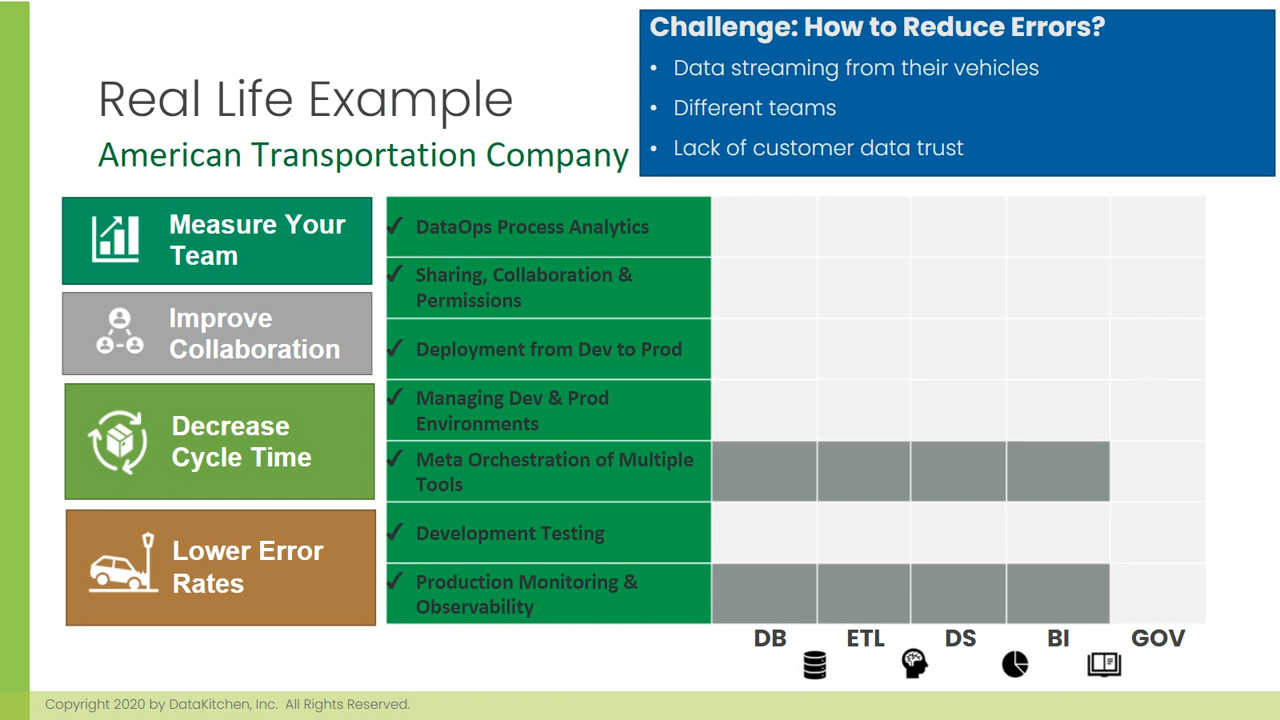 Challenge: How to Reduce Errors?
• Data streaming from their vehicles
• Different teams
• Lack of customer data trust
Real Life Example
American Transportation Company
Measure Your
Team
Improve
Collaboration
Decrease
Cycle Time
Lower Error
Rates
✓ DataOps Process Analytics
✓ Sharing, Collaboration &
Permissions
✓ Deployment from Dev to Prod
✓ Managing Dev & Prod
Environments
✓ Meta Orchestration of Multiple
Tools
✓ Development Testing
✓ Production Monitoring &
Observability
DB ETL DS BI GOV
Copyright 2020 by DataKitchen, Inc. All Rights Reserved.